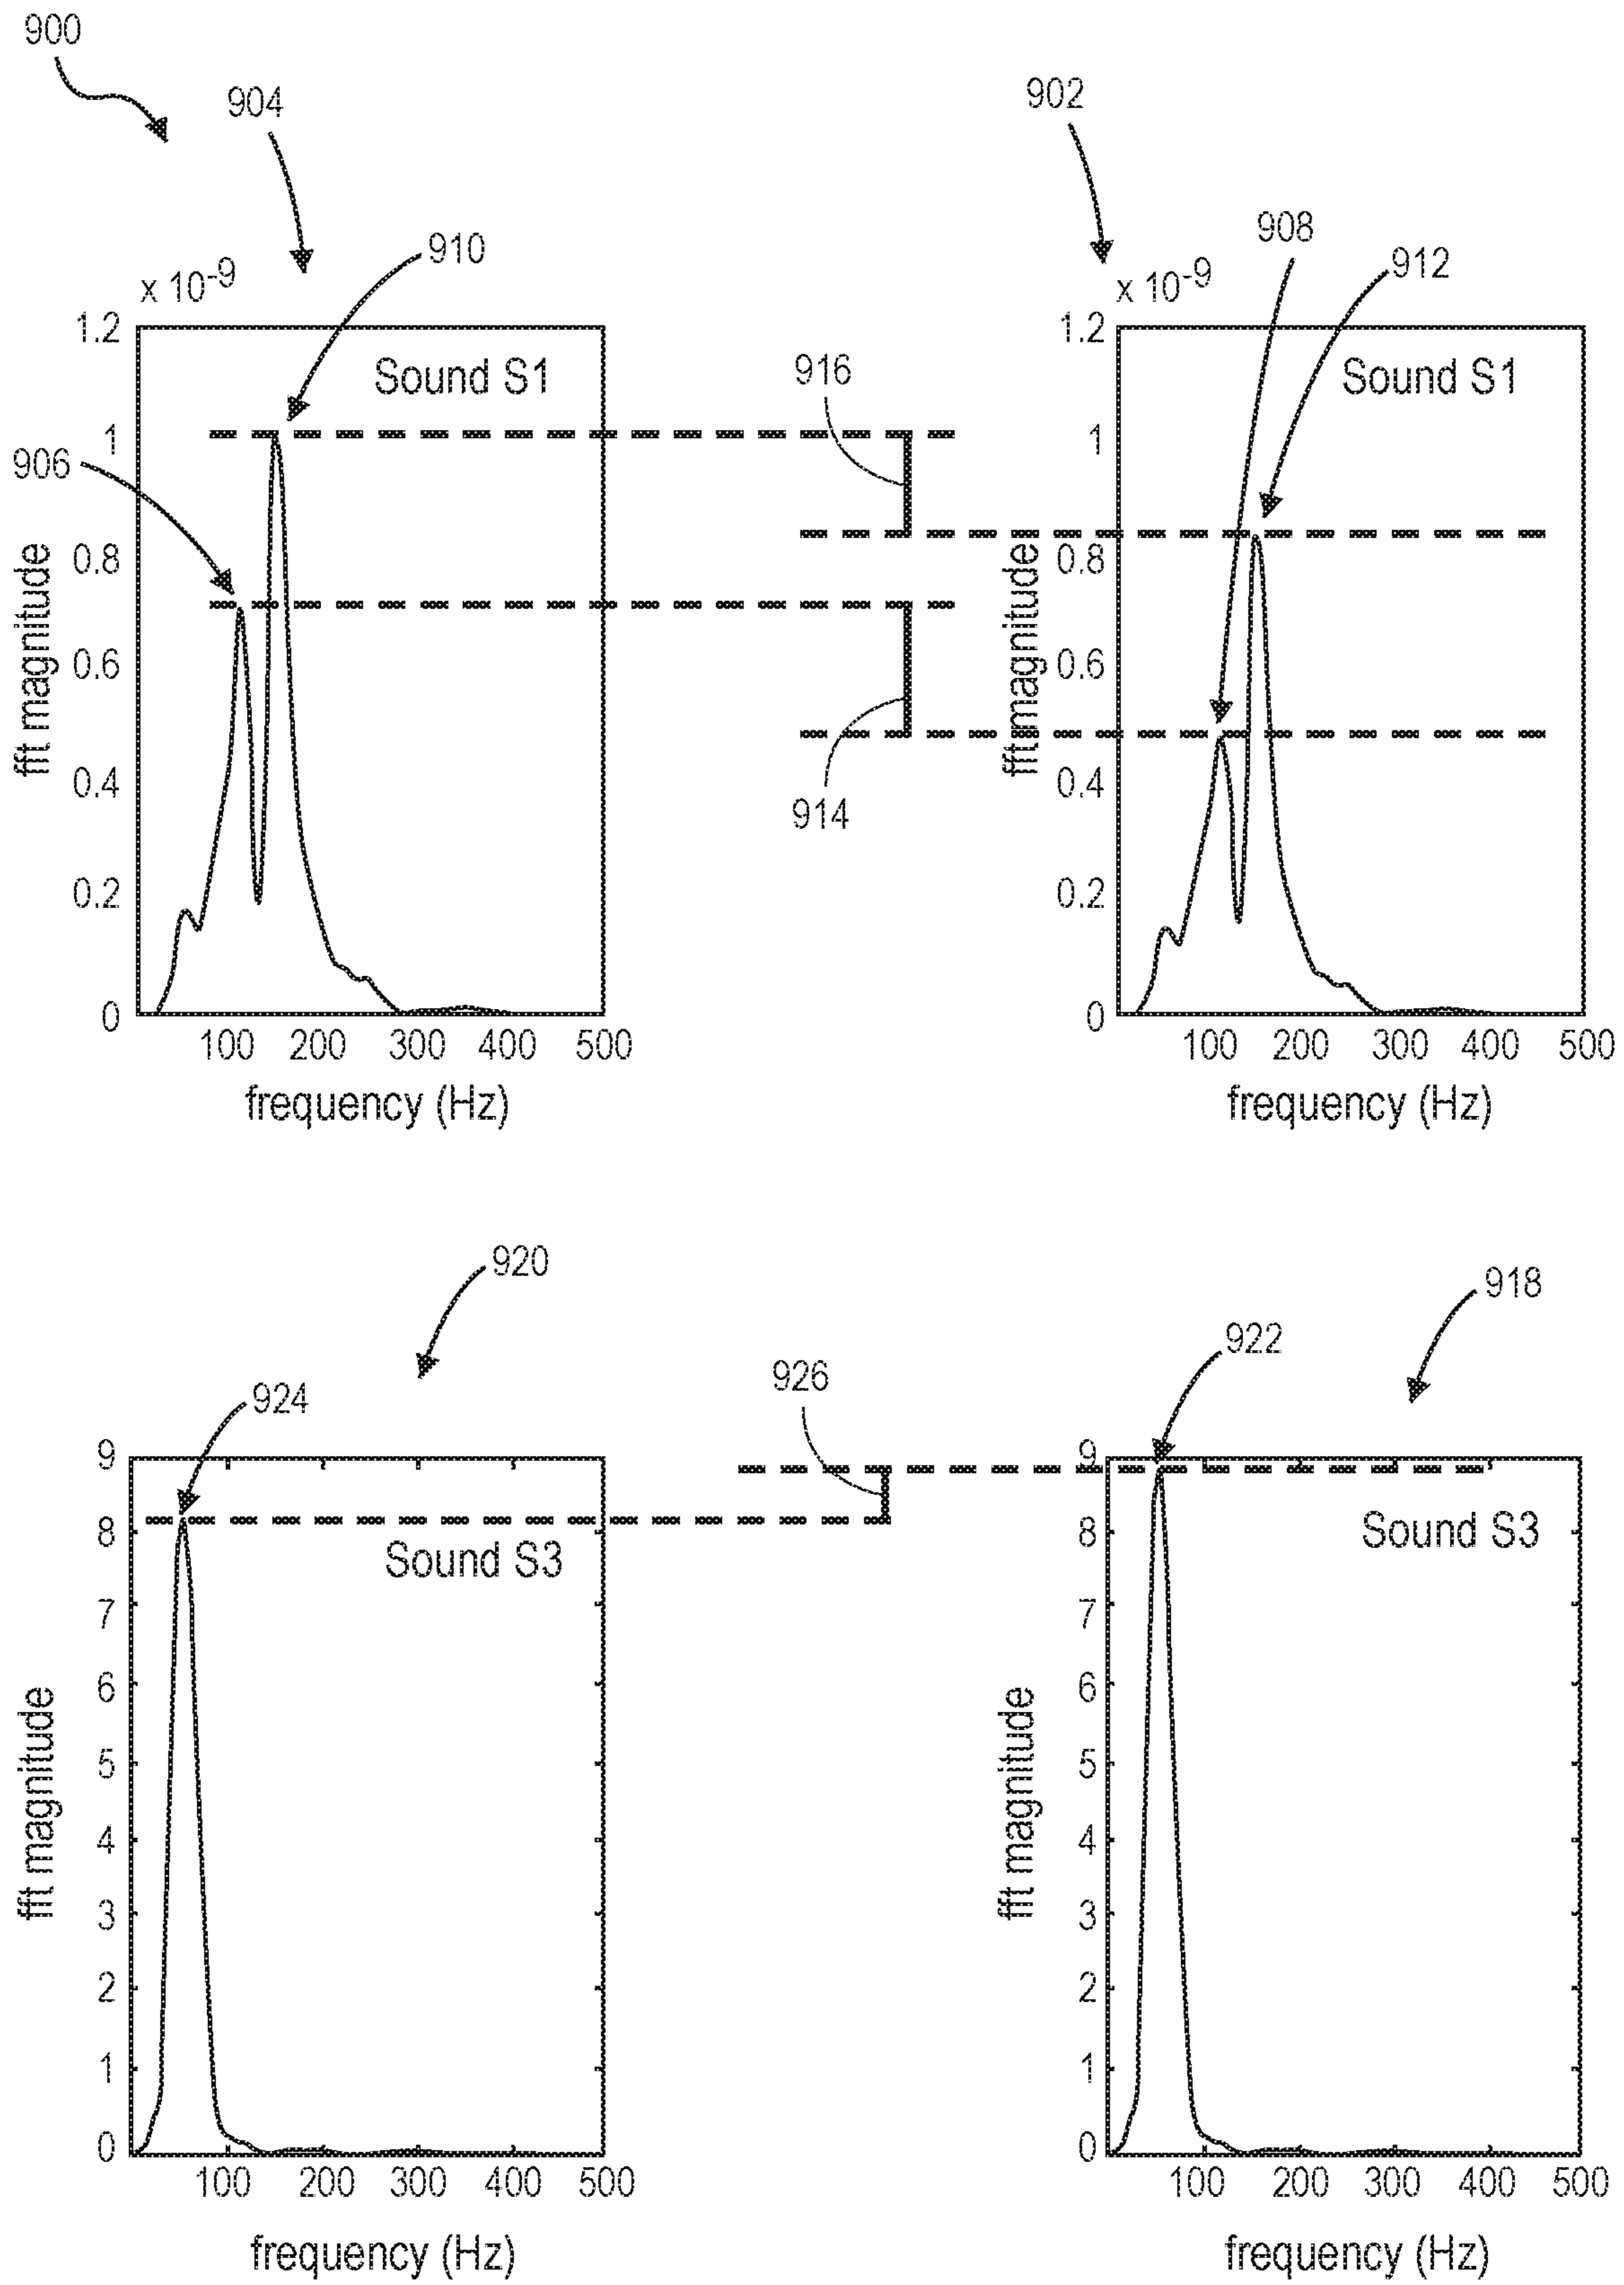 900
904
902
908
910
912
x 10-9
x 10-9
1.2
1
0.8
0.6
0.4
0.2
0
Sound S1
906
fft magnitude
100 200 300 400 500
frequency (Hz)
916
914
1.2
1
0.8
0.6
0.4
0.2
0
Sound S1
fft magnitude
100 200 300 400 500
frequency (Hz)
920
918
922
926
924
9
8
7
6
5
4
3
2
1
0
Sound S3
fft magnitude
100 200 300 400 500
frequency (Hz)
9
8
7
6
5
4
3
2
1
0
Sound S3
fft magnitude
100 200 300 400 500
frequency (Hz)